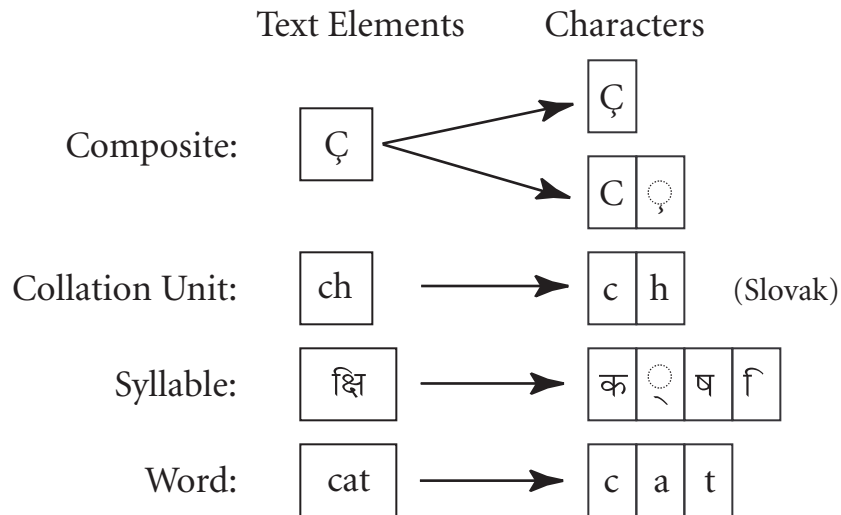 Text Elements Characters
Ç
Composite: Ç
C ◌̧
Collation Unit: ch c h (Slovak)
Syllable: क्षि क ◌् ष ि
Word: cat c a t